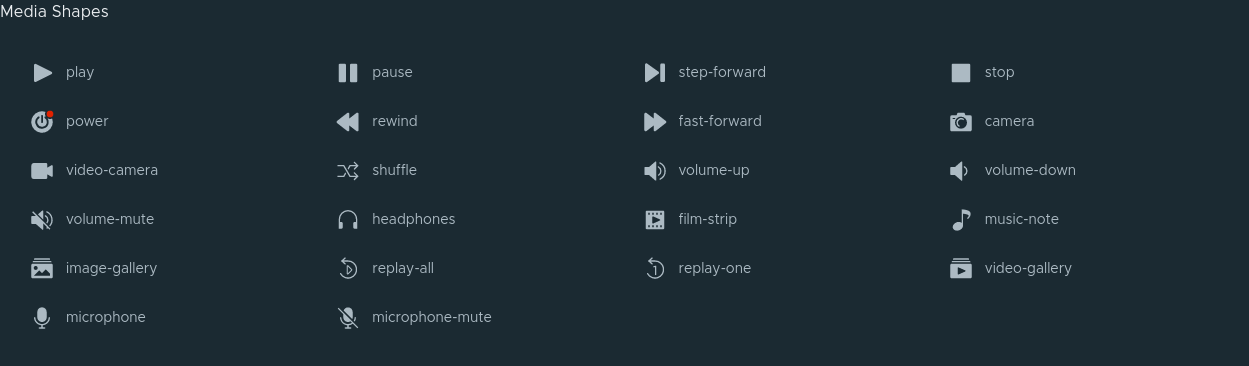 Media Shapes
play
pause
step-forward
stop
power
rewind
fast-forward
camera
video-camera
shuffle
volume-up
volume-down
volume-mute
headphones
film-strip
music-note
image-gallery
replay-all
replay-one
video-gallery
microphone
microphone-mute